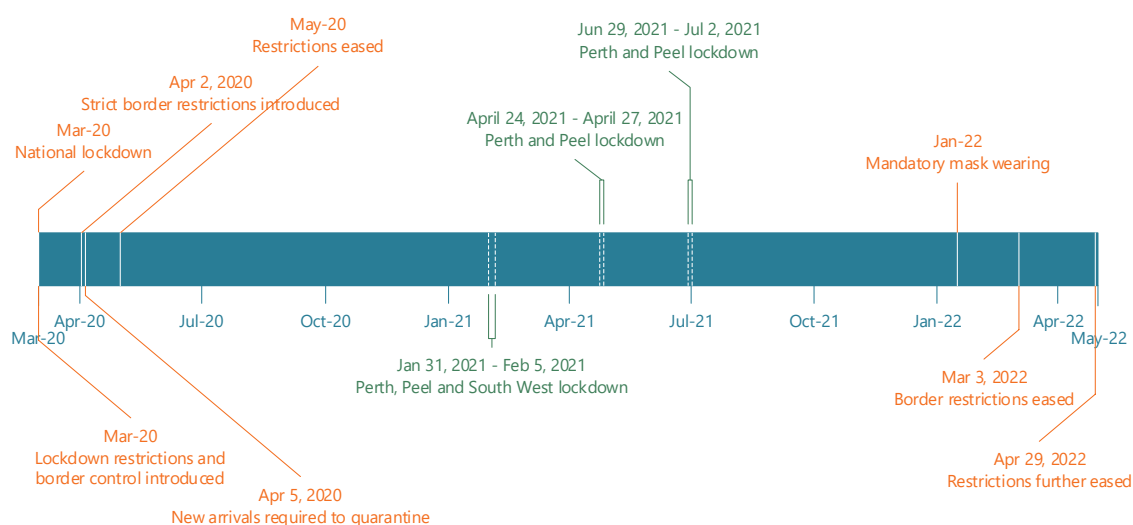 May-20
Restrictions eased
Jun 29, 2021 - Jul 2, 2021
Perth and Peel lockdown
Apr 2, 2020
Strict border restrictions introduced
April 24, 2021 - April 27, 2021
Perth and Peel lockdown
Mar-20
National lockdown
Jan-22
Mandatory mask wearing
Mar-20
Apr-20
Jul-20
Oct-20
Jan-21
Apr-21
Jul-21
Oct-21
Jan-22
Apr-22
May-22
Jan 31, 2021 - Feb 5, 2021
Perth, Peel and South West lockdown
Mar 3, 2022
Border restrictions eased
Mar-20
Lockdown restrictions and
border control introduced
Apr 29, 2022
Restrictions further eased
Apr 5, 2020
New arrivals required to quarantine